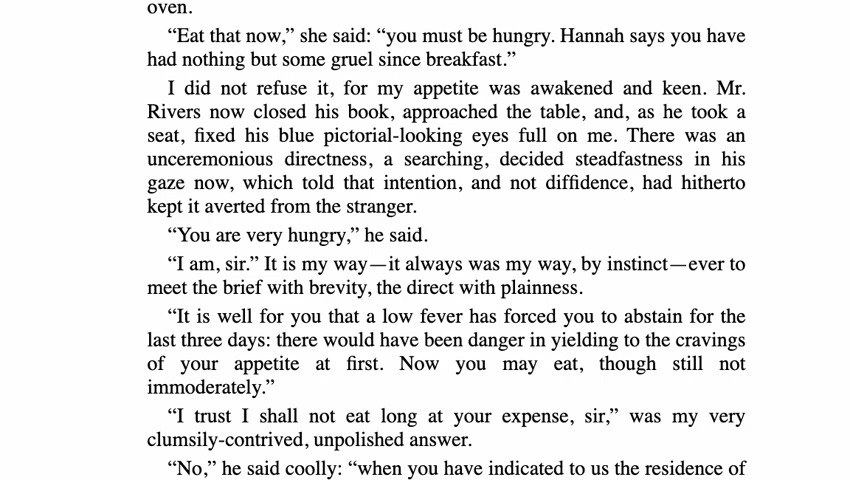 oven.
“Eat that now,” she said: “you must be hungry. Hannah says you have
had nothing but some gruel since breakfast.”
I did not refuse it, for my appetite was awakened and keen. Mr.
Rivers now closed his book, approached the table, and, as he took a
seat, fixed his blue pictorial-looking eyes full on me. There was an
unceremonious directness, a searching, decided steadfastness in his
gaze now, which told that intention, and not diffidence, had hitherto
kept it averted from the stranger.
“You are very hungry,” he said.
“I am, sir.” It is my way—it always was my way, by instinct—ever to
meet the brief with brevity, the direct with plainness.
“It is well for you that a low fever has forced you to abstain for the
last three days: there would have been danger in yielding to the cravings
of your appetite at first. Now you may eat, though still not
immoderately.”
“I trust I shall not eat long at your expense, sir,” was my very
clumsily-contrived, unpolished answer.
“No,” he said coolly: “when you have indicated to us the residence of